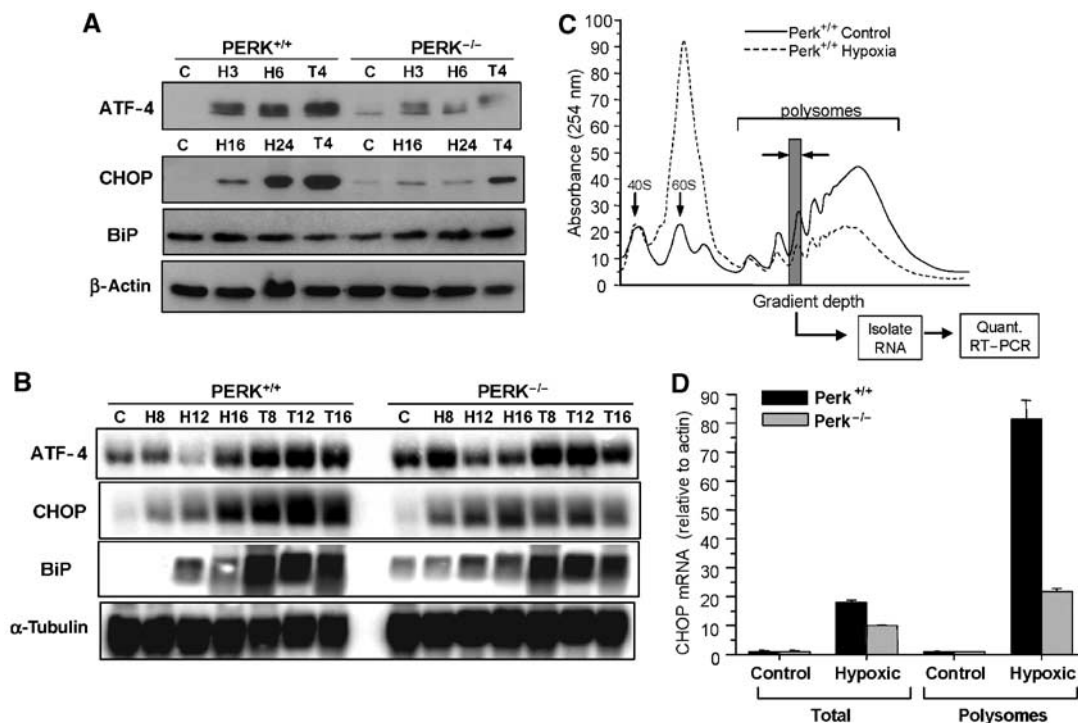 A
PERK+/+ PERK−/−
C H3 H6 T4 C H3 H6 T4
ATF-4
C H16 H24 T4 C H16 H24 T4
CHOP
BiP
β-Actin
B
PERK+/+ PERK−/−
C H8 H12 H16 T8 T12 T16 C H8 H12 H16 T8 T12 T16
ATF-4
CHOP
BiP
α-Tubulin
C
Perk+/+ Control
Perk+/+ Hypoxia
Absorbance (254 nm)
100
90
80
70
60
50
40
30
20
10
0
40S
60S
polysomes
Gradient depth
Isolate
RNA
Quant.
RT-PCR
D
Perk+/+
Perk−/−
CHOP mRNA (relative to actin)
90
80
70
60
50
40
30
20
10
0
Control Hypoxic Control Hypoxic
Total Polysomes